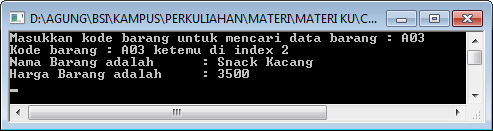 D:\AGUNG\BSI\KAMPUS\PERKULIAHAN\MATERI\MATERI KU\C...
Masukkan kode barang untuk mencari data barang : A03
Kode barang : A03 ketemu di index 2
Nama Barang adalah : Snack Kacang
Harga Barang adalah : 3500